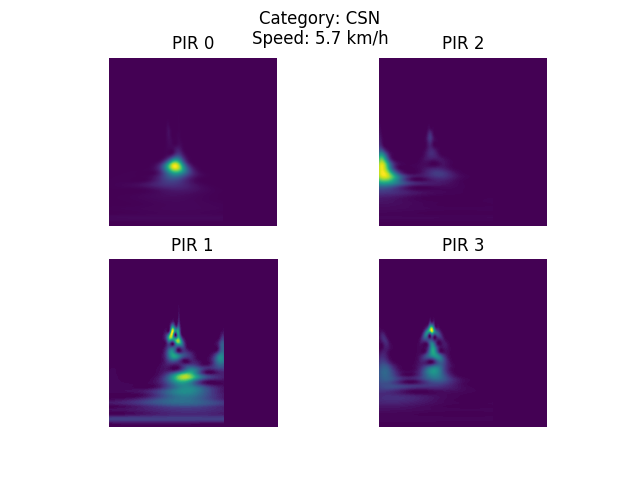 Category: CSN
Speed: 5.7 km/h
PIR 0
PIR 2
PIR 1
PIR 3